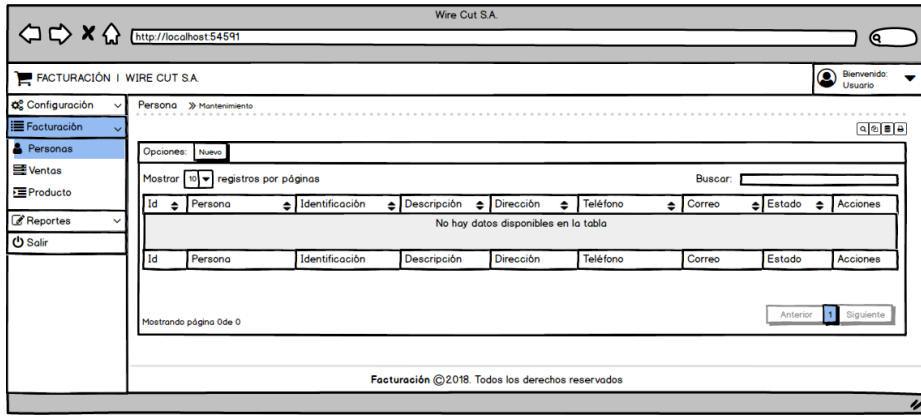 Wire Cut S.A.
http://localhost:54591
FACTURACIÓN | WIRE CUT S.A.
Bienvenido:
Usuario
Configuración
Facturación
Personas
Ventas
Producto
Reportes
Salir
Persona >> Mantenimiento
Opciones: Nuevo
Mostrar 10 registros por páginas Buscar:
Id Persona Identificación Descripción Dirección Teléfono Correo Estado Acciones
No hay datos disponibles en la tabla
Id Persona Identificación Descripción Dirección Teléfono Correo Estado Acciones
Mostrando página 0de 0
Anterior 1 Siguiente
Facturación ©2018. Todos los derechos reservados